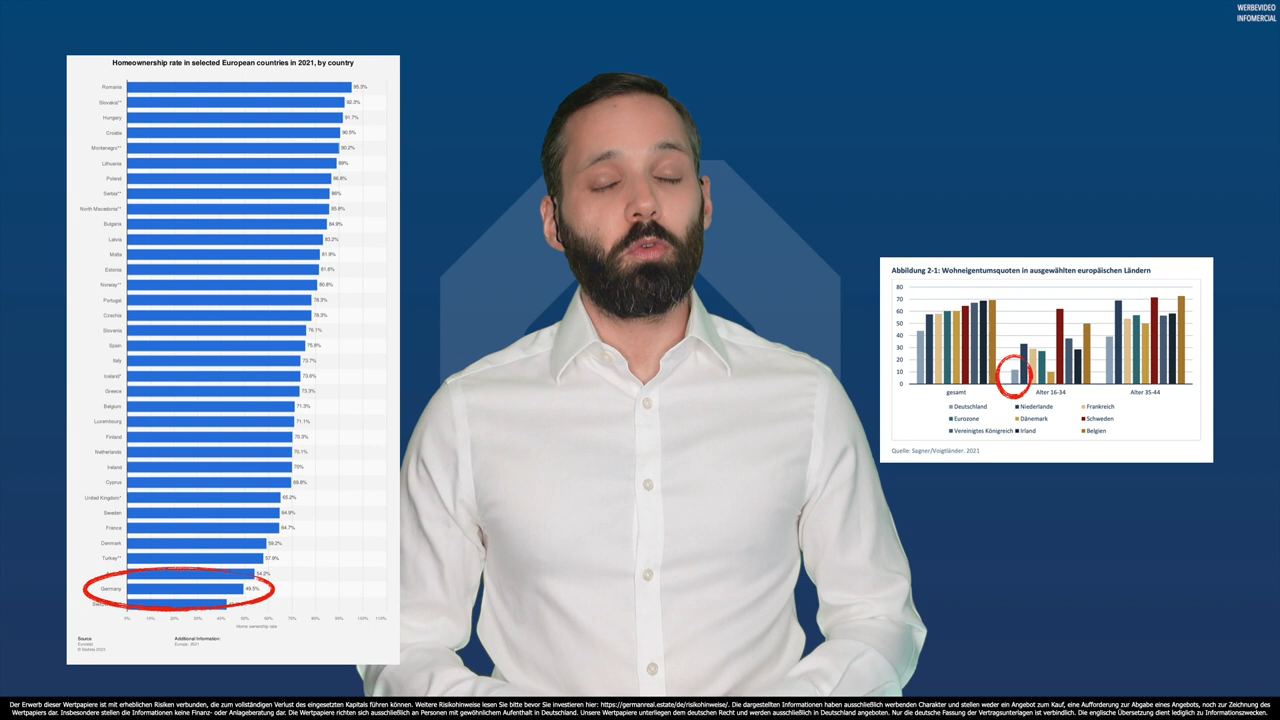 WERBEVIDEO
INFOMERCIAL
Homeownership rate in selected European countries in 2021, by country
Romania 95.3%
Slovakia** 92.3%
Hungary 91.7%
Croatia 90.5%
Montenegro** 90.2%
Lithuania 89%
Poland 86.8%
Serbia** 86%
North Macedonia** 85.8%
Bulgaria 84.9%
Latvia 83.2%
Malta 81.9%
Estonia 81.6%
Norway** 80.8%
Portugal 78.3%
Czechia 78.3%
Slovenia 76.1%
Spain 75.8%
Italy 73.7%
Iceland* 73.6%
Greece 73.3%
Belgium 71.3%
Luxembourg 71.1%
Finland 70.3%
Netherlands 70.1%
Ireland 70%
Cyprus 69.8%
United Kingdom* 65.2%
Sweden 64.9%
France 64.7%
Denmark 59.2%
Turkey** 57.9%
54.2%
Germany 49.5%
0% 10% 20% 30% 40% 50% 60% 70% 80% 90% 100% 110%
Home ownership rate
Source
Eurostat
© Statista 2023
Additional Information:
Europe; 2021
Abbildung 2-1: Wohneigentumsquoten in ausgewählten europäischen Ländern
80
70
60
50
40
30
20
10
0
gesamt Alter 16-34 Alter 35-44
Deutschland Niederlande Frankreich
Eurozone Dänemark Schweden
Vereinigtes Königreich Irland Belgien
Quelle: Sagner/Voigtländer. 2021
Der Erwerb dieser Wertpapiere ist mit erheblichen Risiken verbunden, die zum vollständigen Verlust des eingesetzten Kapitals führen können. Weitere Risikohinweise lesen Sie bitte bevor Sie investieren hier: https://germanreal.estate/de/risikohinweise/. Die dargestellten Informationen haben ausschließlich werbenden Charakter und stellen weder ein Angebot zum Kauf, eine Aufforderung zur Abgabe eines Angebots, noch zur Zeichnung des
Wertpapiers dar. Insbesondere stellen die Informationen keine Finanz- oder Anlageberatung dar. Die Wertpapiere richten sich ausschließlich an Personen mit gewöhnlichem Aufenthalt in Deutschland. Unsere Wertpapiere unterliegen dem deutschen Recht und werden ausschließlich in Deutschland angeboten. Nur die deutsche Fassung der Vertragsunterlagen ist verbindlich. Die englische Übersetzung dient lediglich zu Informationszwecken.